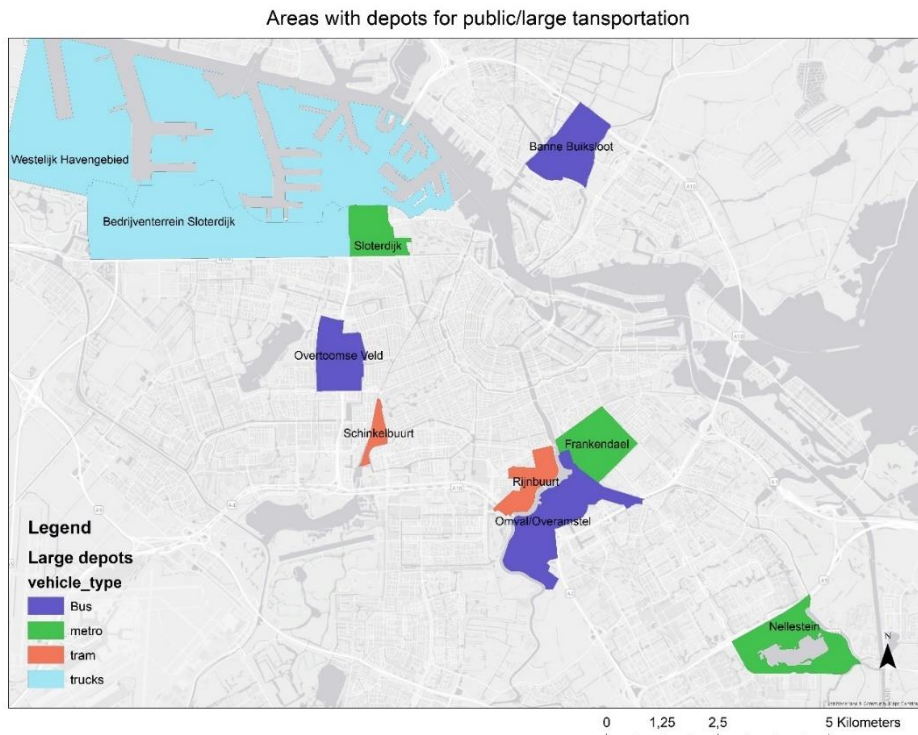 Areas with depots for public/large tansportation
Banne Buiksloot
Westelijk Havengebied
Bedrijventerrein Sloterdijk
Sloterdijk
Overtoomse Veld
Schinkelbuurt
Frankendael
Rijnbuurt
Omval/Overamstel
Nellestein
Legend
Large depots
vehicle_type
Bus
metro
tram
trucks
N
0 1,25 2,5 5 Kilometers